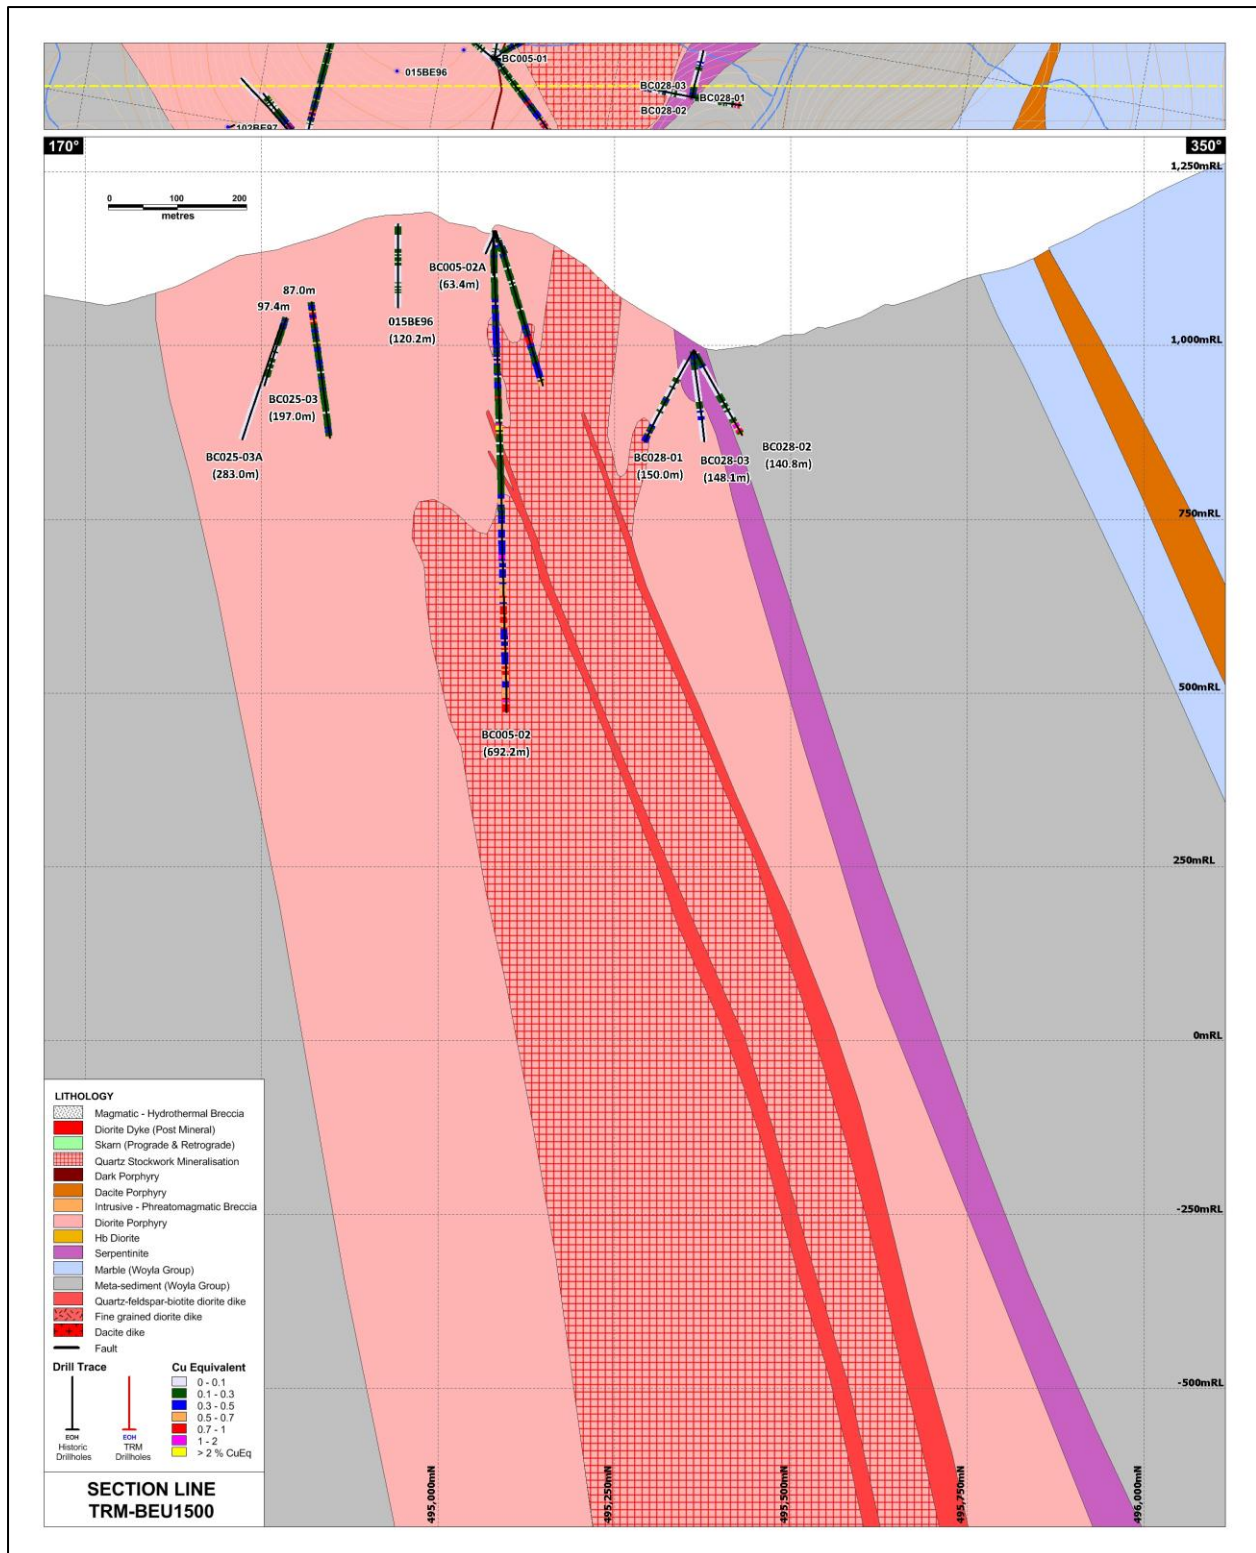 BC005-01
015BE96
BC028-03
BC028-01
BC028-02
102BE97
170°
350°
1,250mRL
0 100 200
metres
BC005-02A
(63.4m)
87.0m
97.4m
015BE96
(120.2m)
1,000mRL
BC025-03
(197.0m)
BC025-03A
(283.0m)
BC028-01
(150.0m)
BC028-03
(148.1m)
BC028-02
(140.8m)
750mRL
500mRL
BC005-02
(692.2m)
250mRL
0mRL
-250mRL
-500mRL
LITHOLOGY
Magmatic - Hydrothermal Breccia
Diorite Dyke (Post Mineral)
Skarn (Prograde & Retrograde)
Quartz Stockwork Mineralisation
Dark Porphyry
Dacite Porphyry
Intrusive - Phreatomagmatic Breccia
Diorite Porphyry
Hb Diorite
Serpentinite
Marble (Woyla Group)
Meta-sediment (Woyla Group)
Quartz-feldspar-biotite diorite dike
Fine grained diorite dike
Dacite dike
Fault
Drill Trace
EOH
Historic
Drillholes
EOH
TRM
Drillholes
Cu Equivalent
0 - 0.1
0.1 - 0.3
0.3 - 0.5
0.5 - 0.7
0.7 - 1
1 - 2
> 2 % CuEq
SECTION LINE
TRM-BEU1500
495,000mN
495,250mN
495,500mN
495,750mN
496,000mN